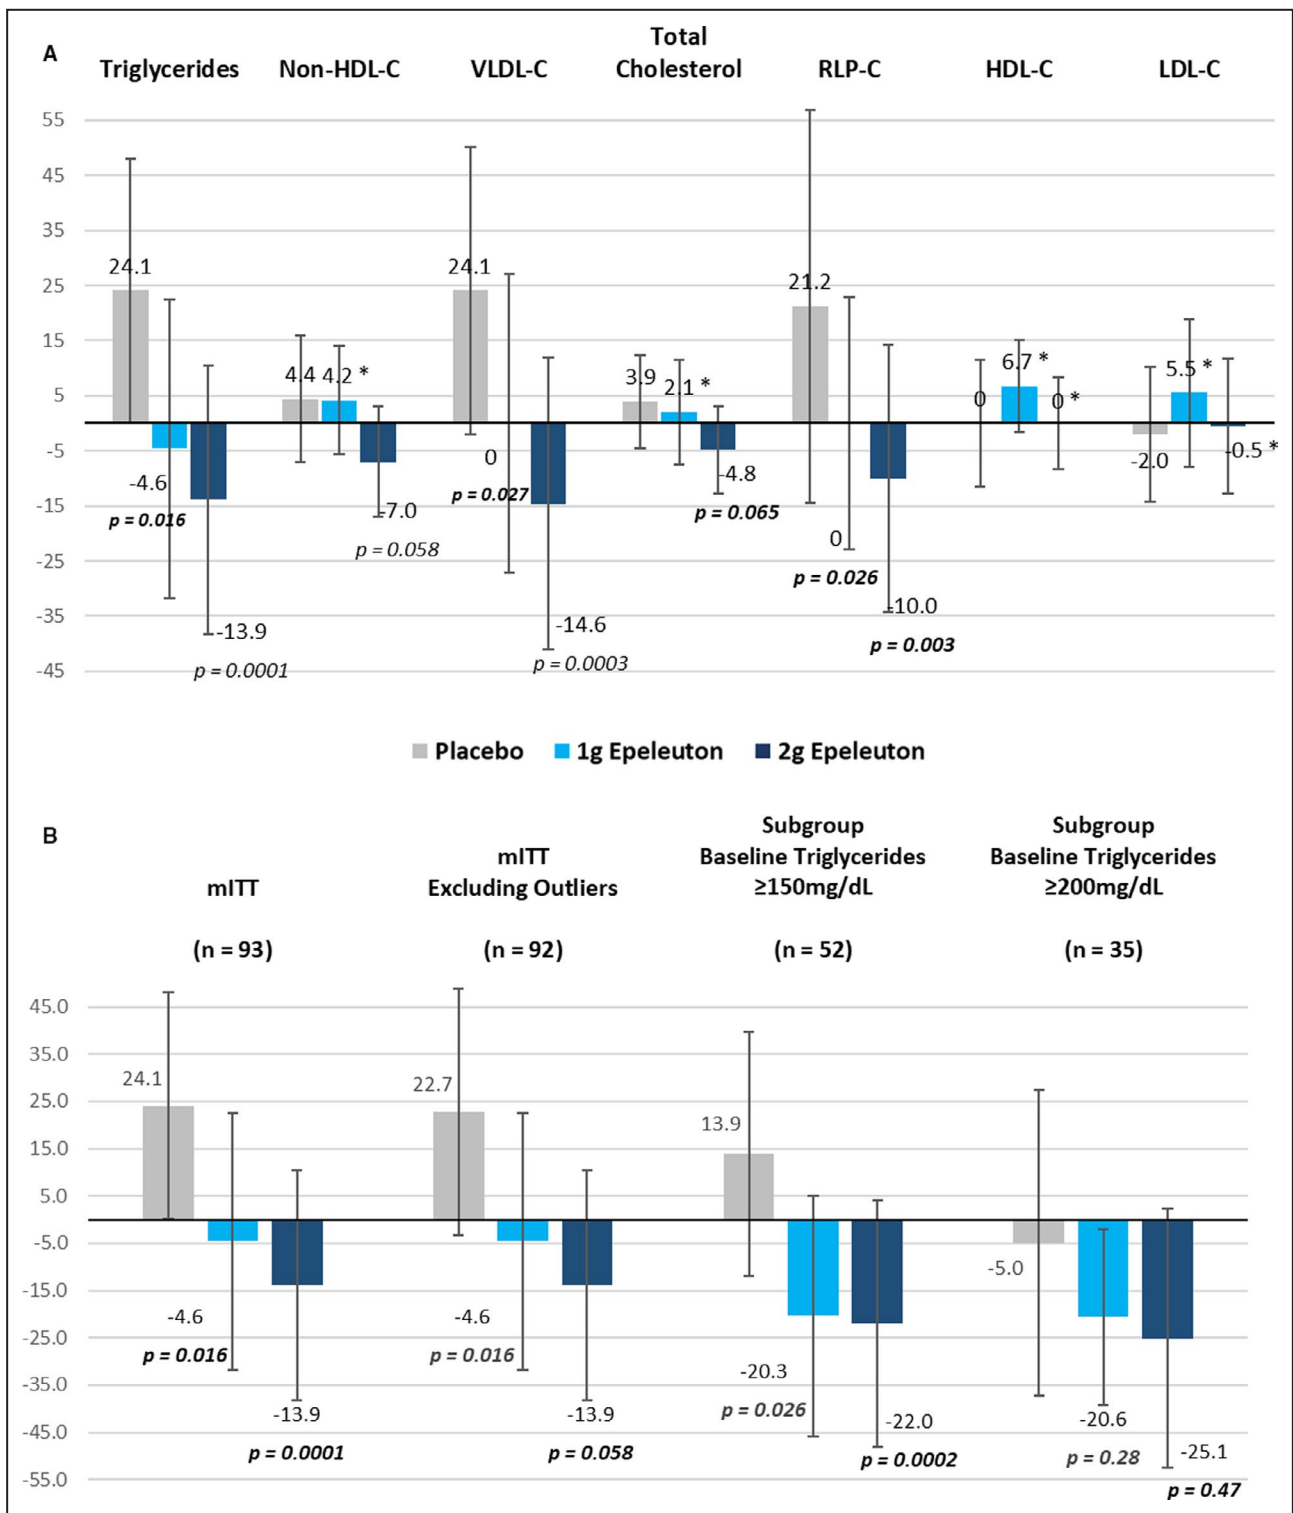 A
Total
Triglycerides Non-HDL-C VLDL-C Cholesterol RLP-C HDL-C LDL-C
55
45
35
24.1 24.1 21.2
25
15
4.4 4.2 * 3.9 2.1 * 6.7 * 5.5 *
5
0 0 *
-5
-4.6 0 -4.8 -2.0 -0.5 *
-15
p = 0.016 -7.0 p = 0.027 p = 0.065
p = 0.058 0
-25
p = 0.026
-35
-13.9 -14.6 -10.0
p = 0.003
-45
p = 0.0001 p = 0.0003
Placebo 1g Epeleuton 2g Epeleuton
B
mITT
(n = 93)
mITT
Excluding Outliers
(n = 92)
Subgroup
Baseline Triglycerides
≥150mg/dL
(n = 52)
Subgroup
Baseline Triglycerides
≥200mg/dL
(n = 35)
45.0
35.0
24.1 22.7
25.0
13.9
15.0
5.0
-5.0
-5.0
-15.0
-4.6 -4.6
-25.0
p = 0.016 p = 0.016 -20.3
-35.0
p = 0.026
-13.9 -13.9 -22.0 -20.6
-45.0
p = 0.0001 p = 0.058 p = 0.0002 p = 0.28 -25.1
-55.0
p = 0.47